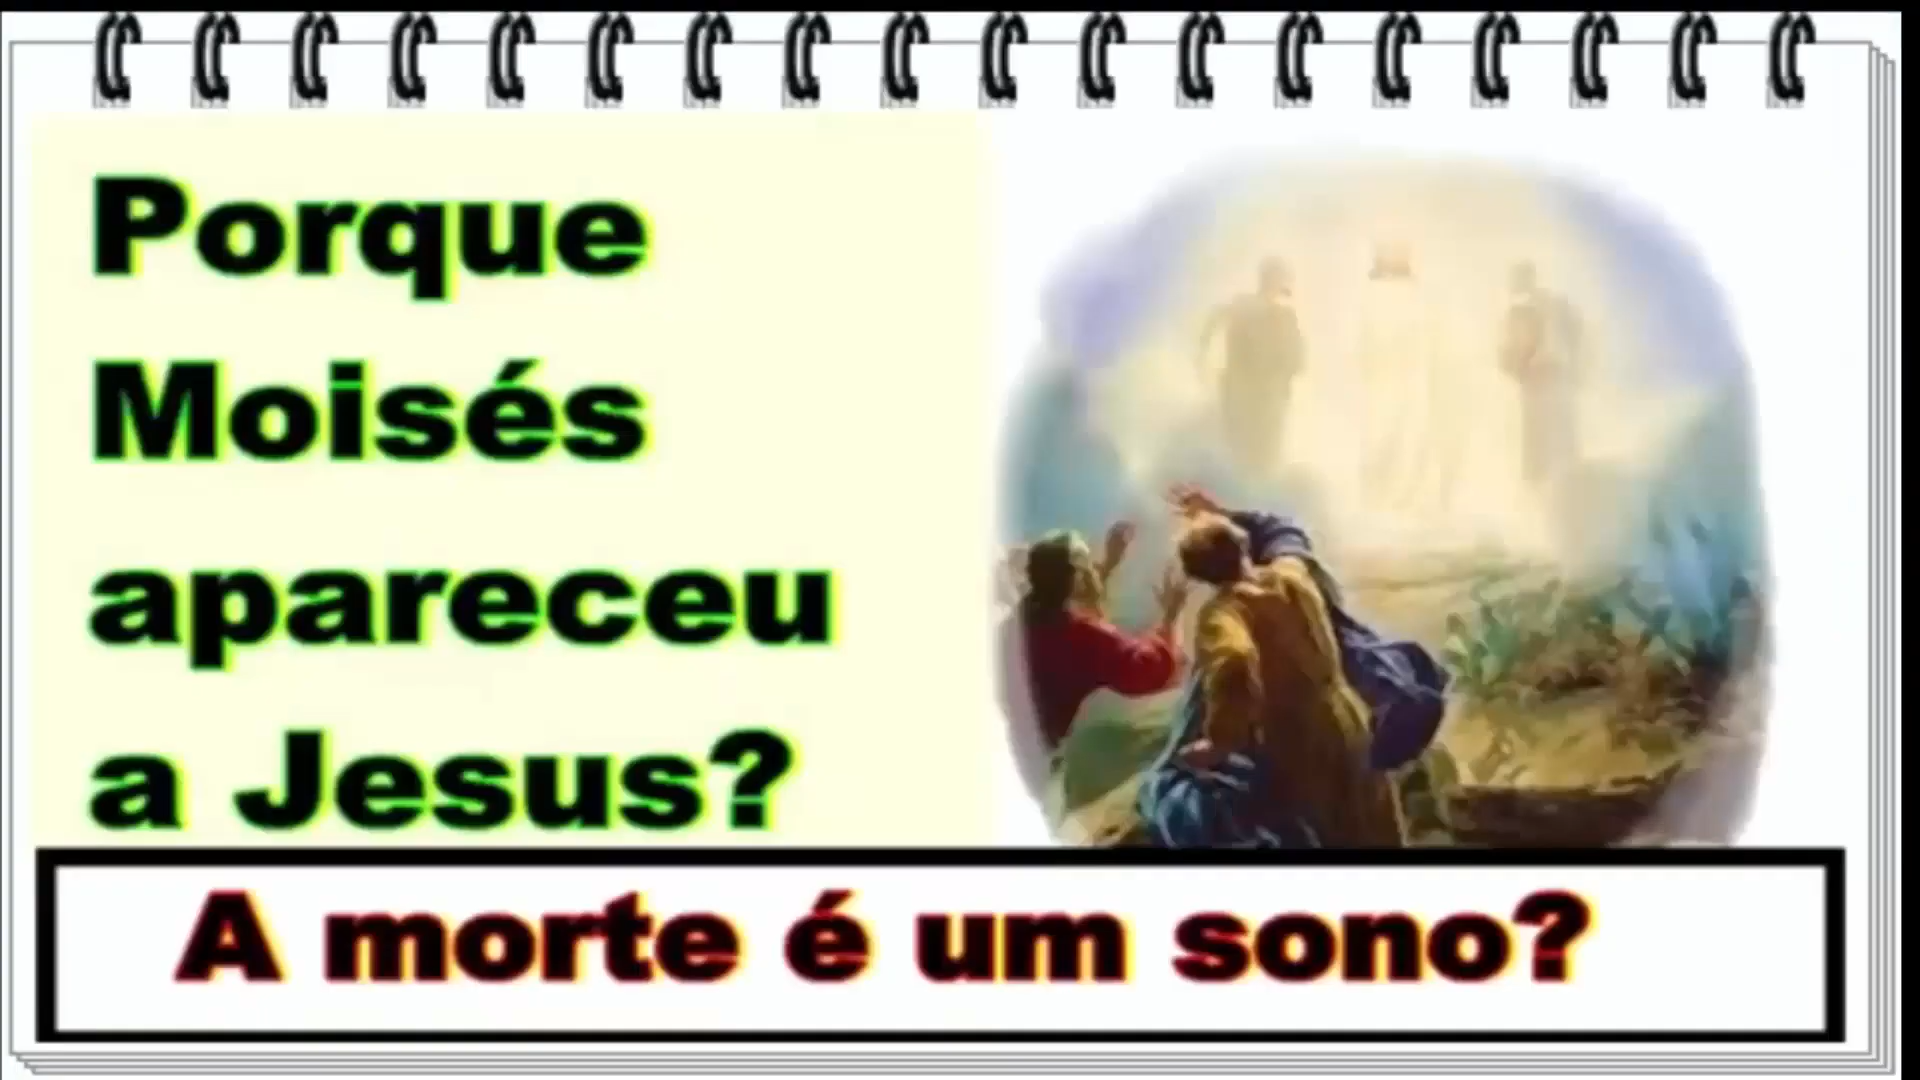 Porque
Moisés
apareceu
a Jesus?
A morte é um sono?